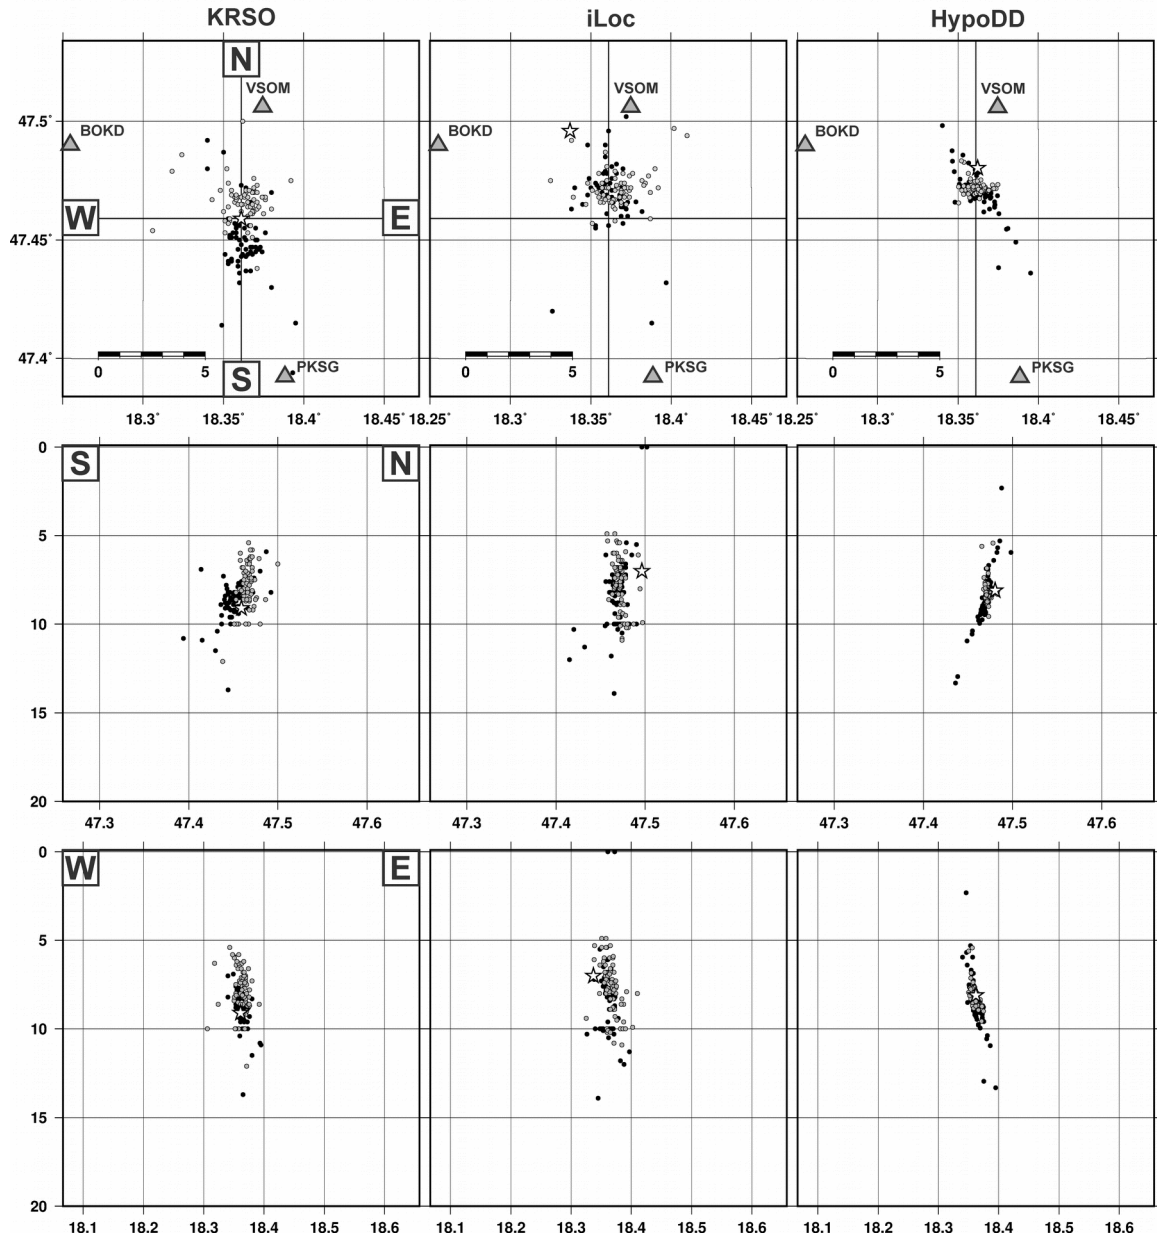 KRSO iLoc HypoDD
N
VSOM VSOM VSOM
47.5° BOKD BOKD BOKD
W E
47.45°
0 5 0 5 0 5
47.4° S PKSG PKSG PKSG
18.3° 18.35° 18.4° 18.45° 18.25° 18.3° 18.35° 18.4° 18.45° 18.25° 18.3° 18.35° 18.4° 18.45°
0 S N
5
10
15
20
47.3 47.4 47.5 47.6 47.3 47.4 47.5 47.6 47.3 47.4 47.5 47.6
0 W E
5
10
15
20
18.1 18.2 18.3 18.4 18.5 18.6 18.1 18.2 18.3 18.4 18.5 18.6 18.1 18.2 18.3 18.4 18.5 18.6